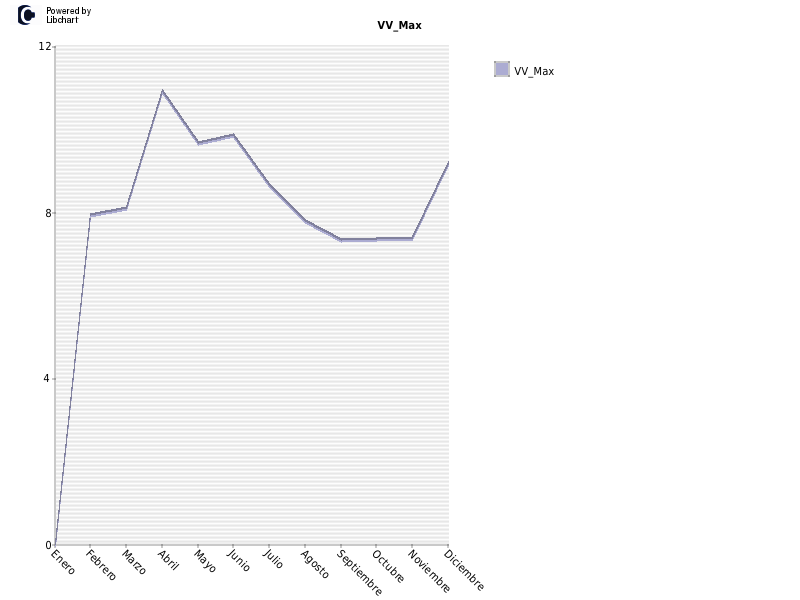 Powered by
Libchart
VV_Max
12
8
4
0
VV_Max
Enero
Febrero
Marzo
Abril
Mayo
Junio
Julio
Agosto
Septiembre
Octubre
Noviembre
Diciembre